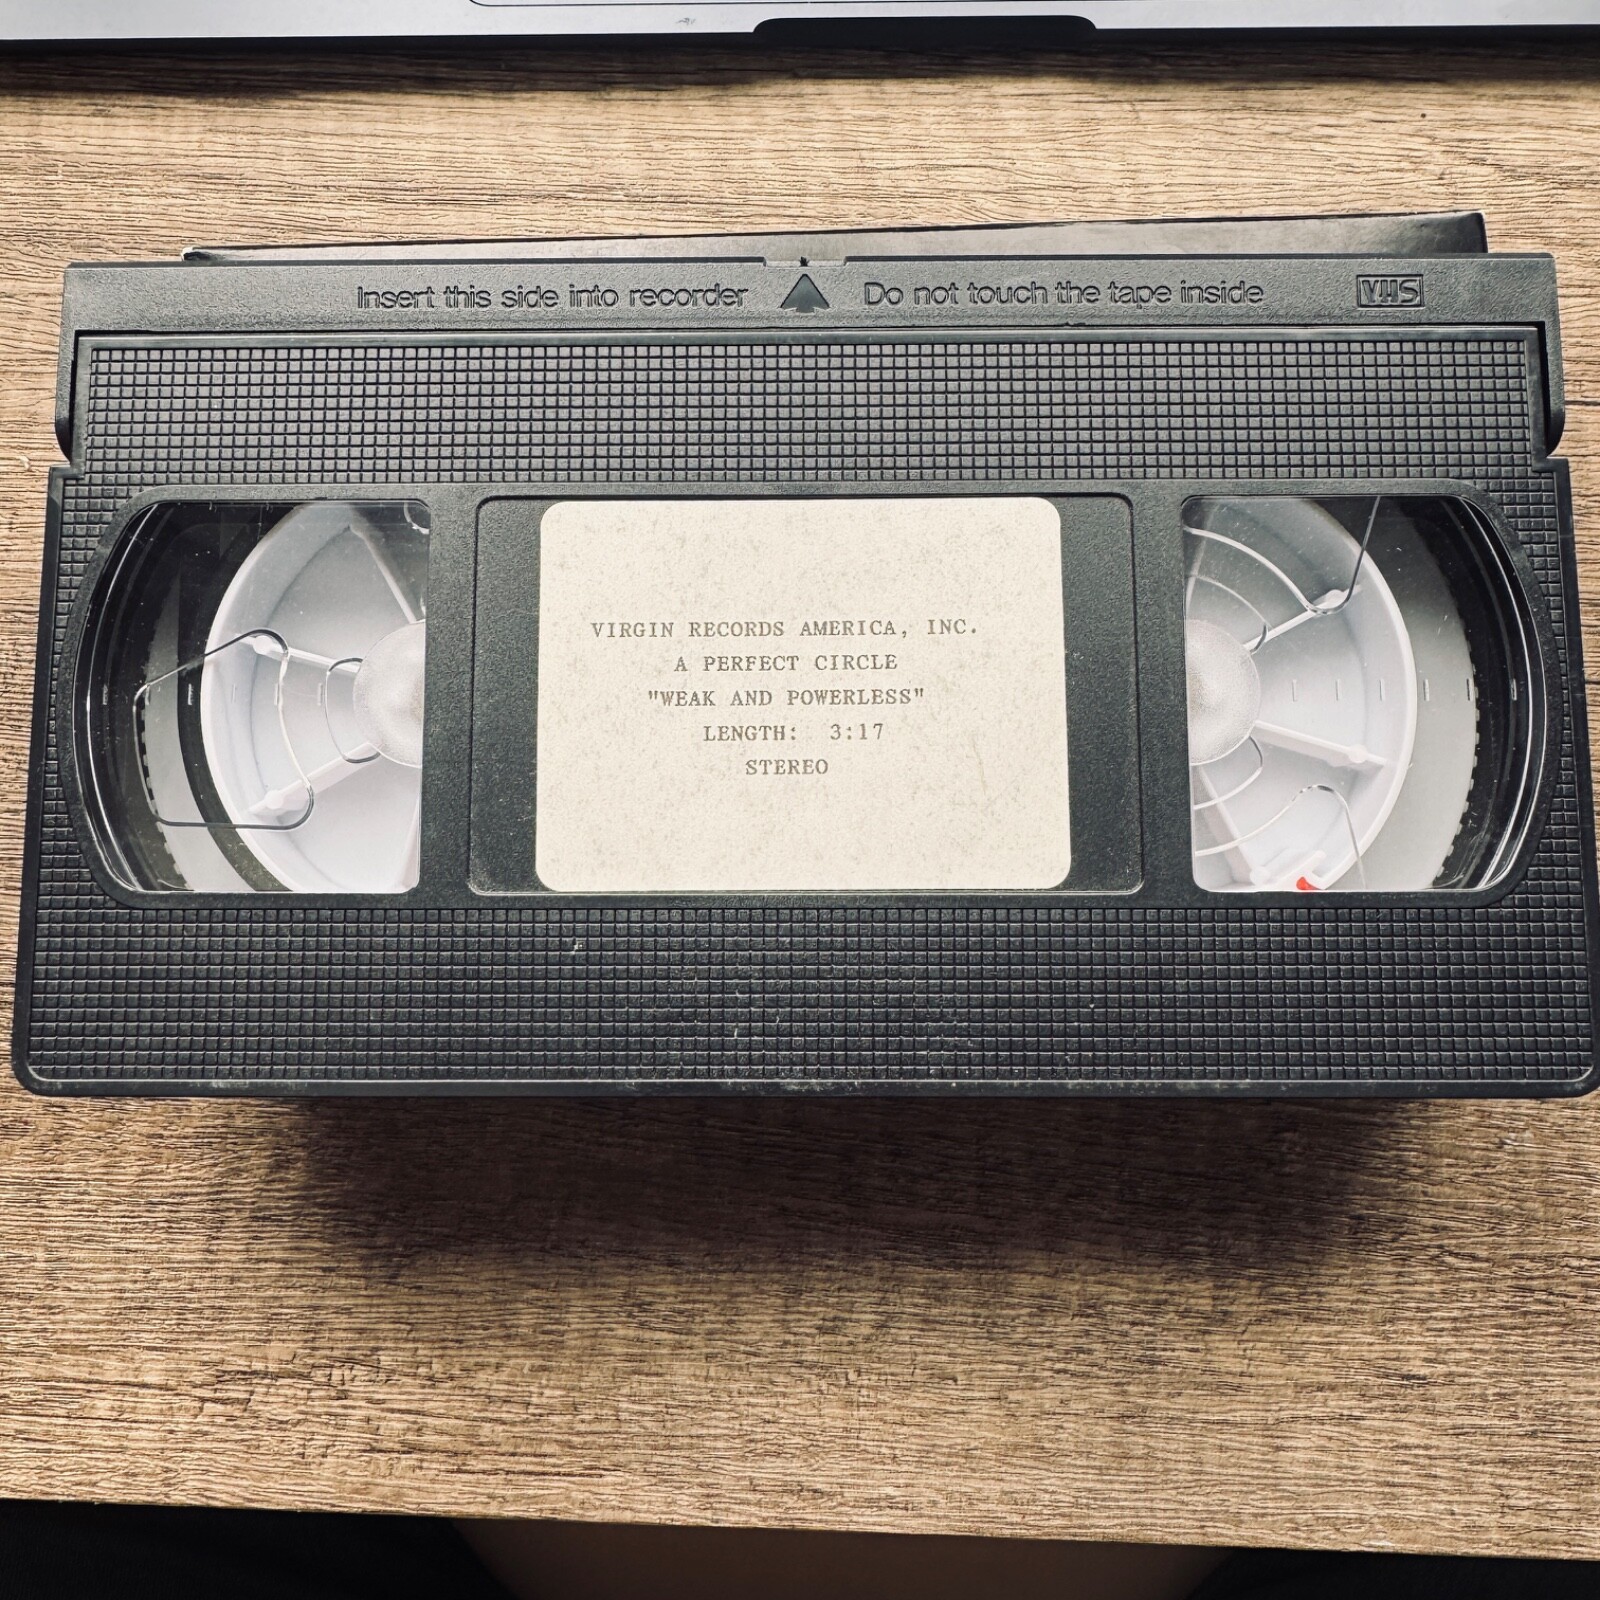 Insert this side into recorder Do not touch the tape inside VHS
VIRGIN RECORDS AMERICA, INC.
A PERFECT CIRCLE
"WEAK AND POWERLESS"
LENGTH: 3:17
STEREO